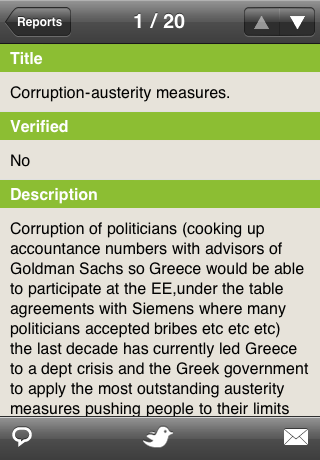 Reports
1 / 20
Title
Corruption-austerity measures.
Verified
No
Description
Corruption of politicians (cooking up
accountance numbers with advisors of
Goldman Sachs so Greece would be able
to participate at the EE,under the table
agreements with Siemens where many
politicians accepted bribes etc etc etc)
the last decade has currently led Greece
to a dept crisis and the Greek government
to apply the most outstanding austerity
measures pushing people to their limits